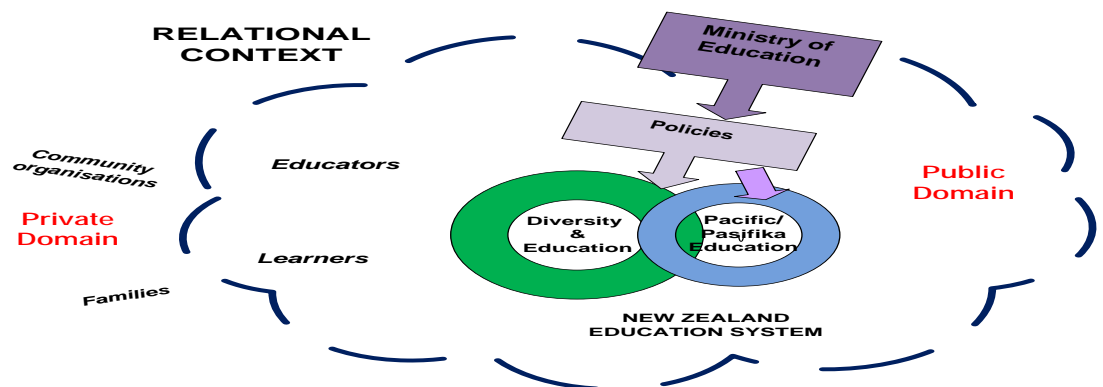 RELATIONAL
CONTEXT
Ministry of
Education
Policies
Community
organisations
Educators
Public
Domain
Private
Domain
Diversity
&
Education
Pacific/
Pasifika
Education
Learners
Families
NEW ZEALAND
EDUCATION SYSTEM